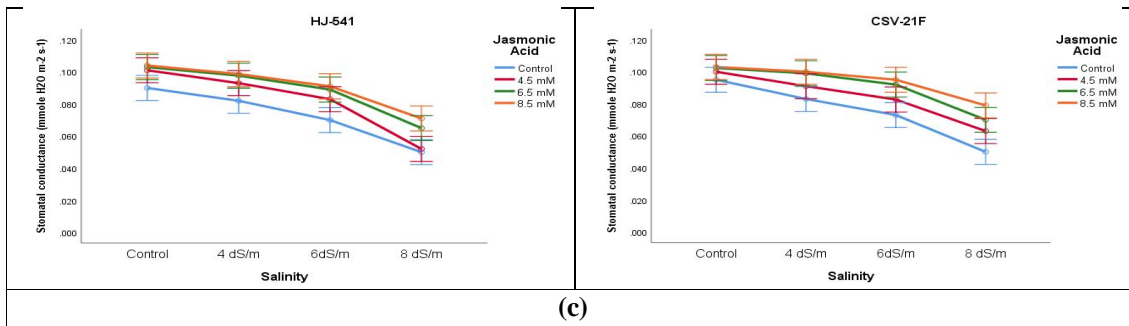 HJ-541
Stomatal conductance (mmole H2O m-2 s-1)
.120
.100
.080
.060
.040
.020
.000
Control
4 dS/m
6dS/m
8 dS/m
Salinity
Jasmonic
Acid
Control
4.5 mM
6.5 mM
8.5 mM
CSV-21F
Stomatal conductance (mmole H2O m-2 s-1)
.120
.100
.080
.060
.040
.020
.000
Control
4 dS/m
6dS/m
8 dS/m
Salinity
Jasmonic
Acid
Control
4.5 mM
6.5 mM
8.5 mM
(c)